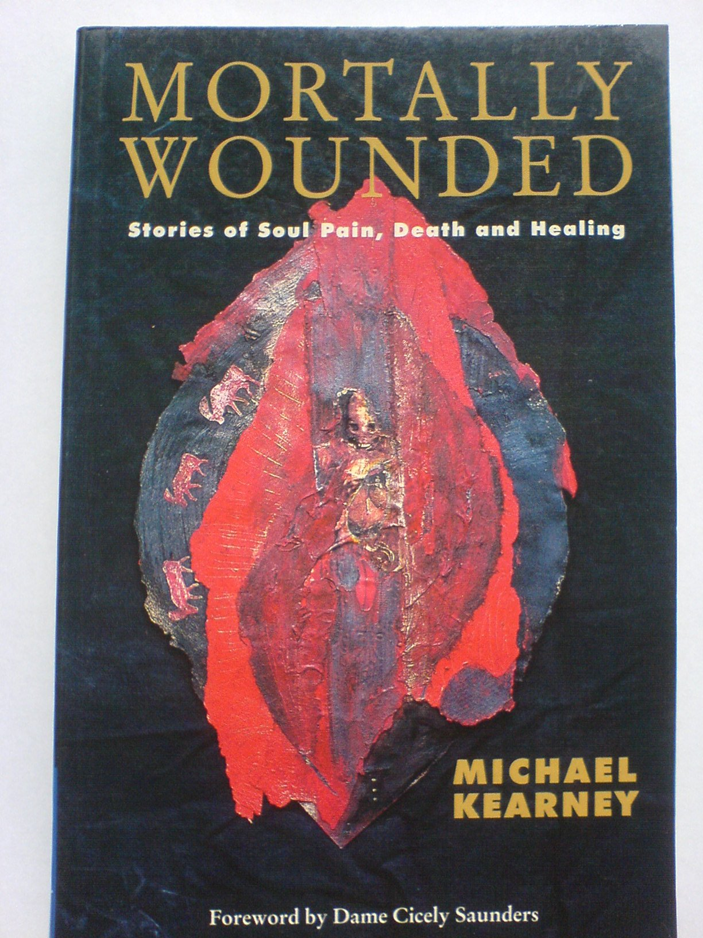 MORTALLY
WOUNDED
Stories of Soul Pain, Death and Healing
MICHAEL
KEARNEY
Foreword by Dame Cicely Saunders